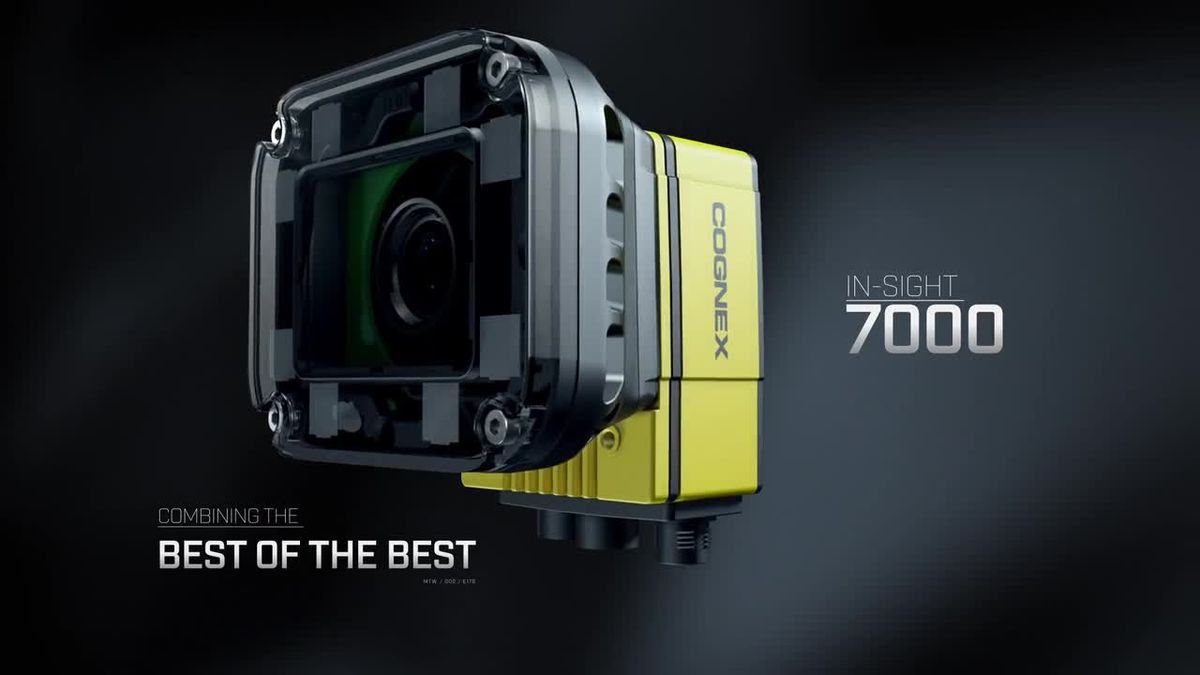 COGNEX
IN-SIGHT
7000
COMBINING THE
BEST OF THE BEST